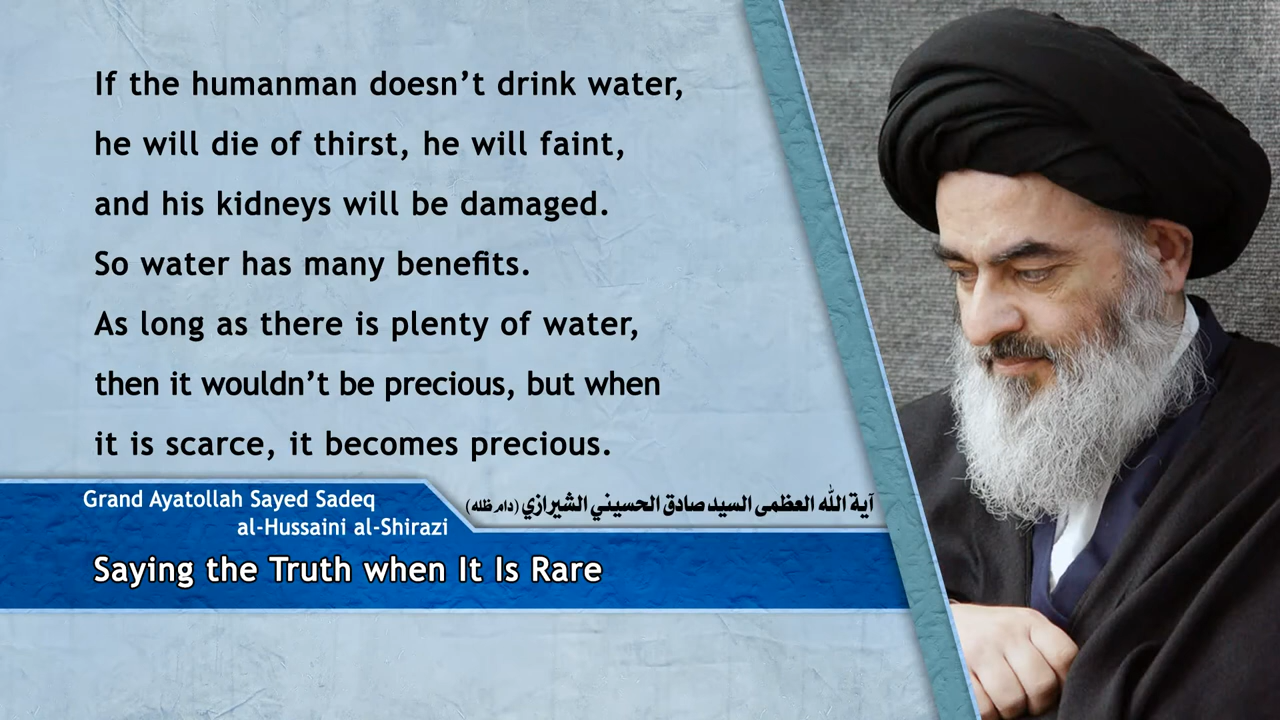 If the humanman doesn’t drink water,
he will die of thirst, he will faint,
and his kidneys will be damaged.
So water has many benefits.
As long as there is plenty of water,
then it wouldn’t be precious, but when
it is scarce, it becomes precious.
Grand Ayatollah Sayed Sadeq
al-Hussaini al-Shirazi
آية الله العظمى السيد صادق الحسيني الشيرازي (دام ظله)
Saying the Truth when It Is Rare